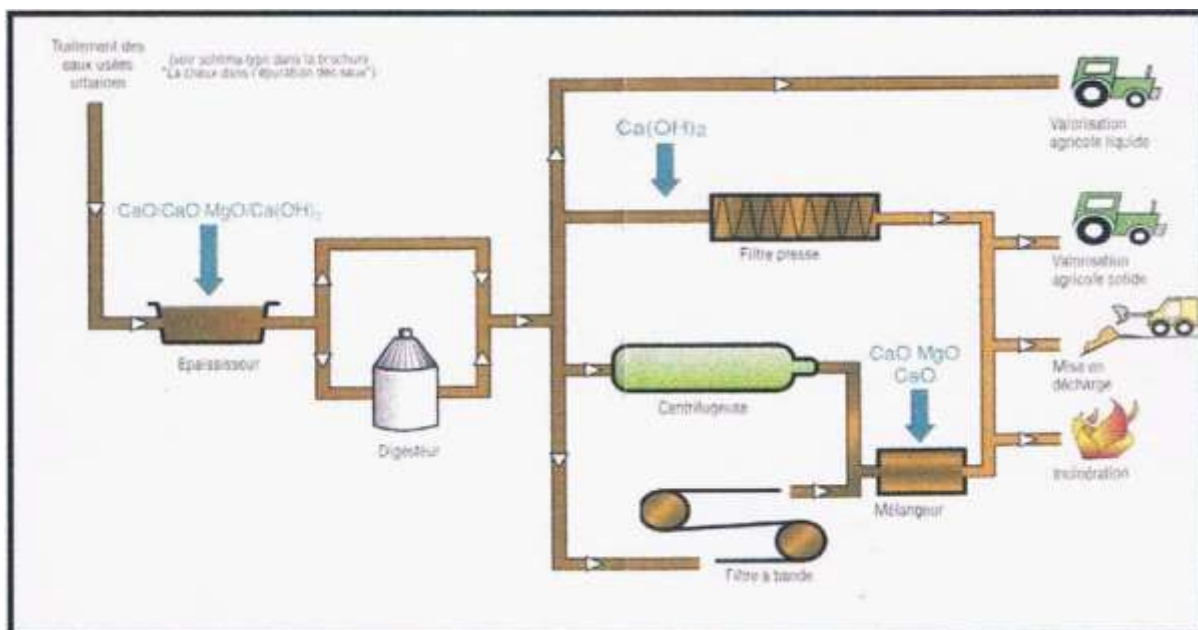 Traitement des
eaux usées
urbaines
(voir schéma-type dans la brochure
"La chaux dans l'épuration des eaux")
CaO/CaO MgO/Ca(OH)2
Epaississeur
Digesteur
Ca(OH)2
Filtre presse
Centrifugeuse
CaO MgO
CaO
Mélangeur
Filtre à bande
Valorisation
agricole liquide
Valorisation
agricole solide
Mise en
décharge
Incinération